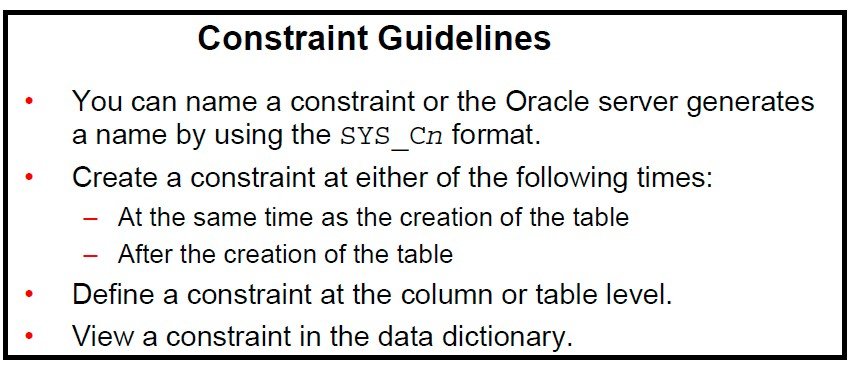 Constraint Guidelines
• You can name a constraint or the Oracle server generates
a name by using the SYS_Cn format.
• Create a constraint at either of the following times:
– At the same time as the creation of the table
– After the creation of the table
• Define a constraint at the column or table level.
• View a constraint in the data dictionary.